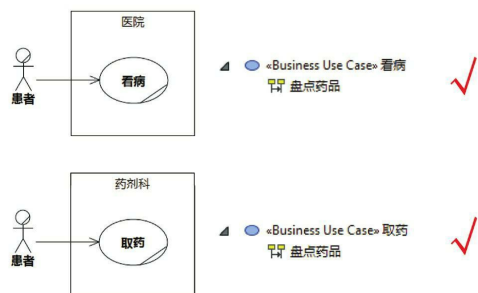 医院
患者
看病
«Business Use Case» 看病
盘点药品
药剂科
患者
取药
«Business Use Case» 取药
盘点药品